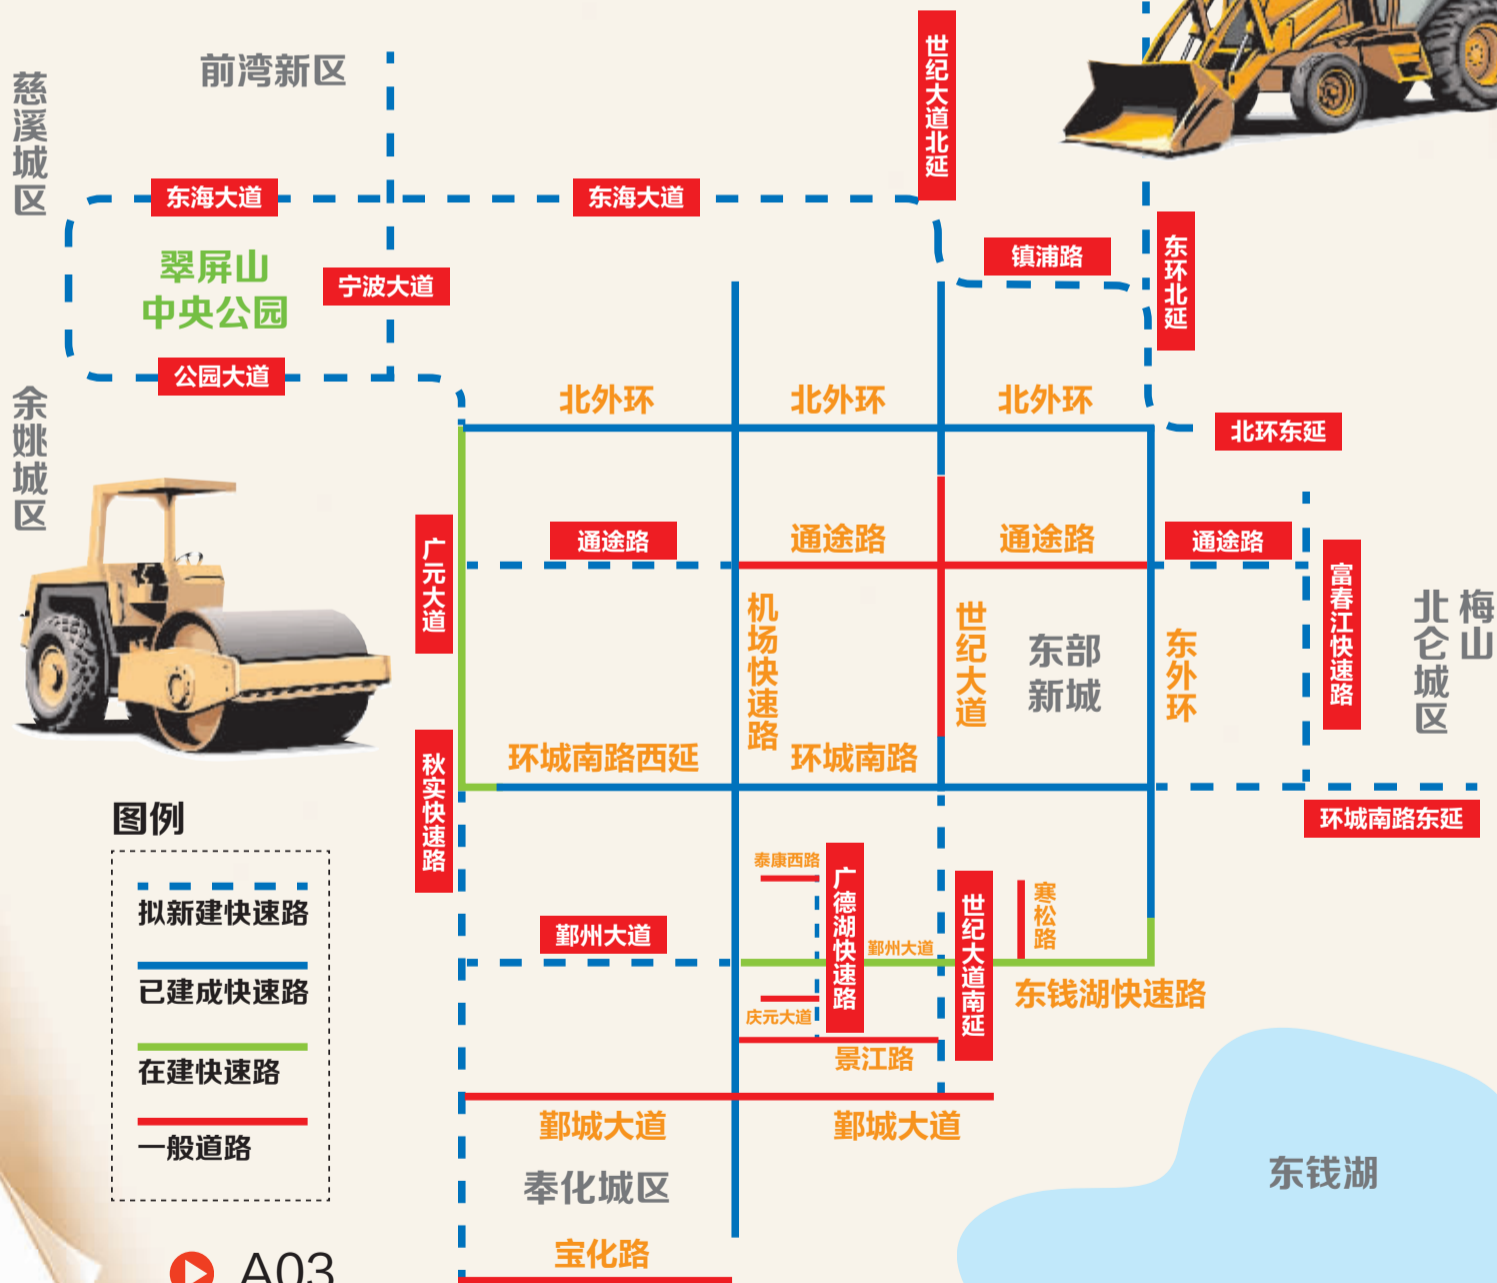 前湾新区
慈溪城区
世纪大道北延
东海大道
东海大道
翠屏山
中央公园
宁波大道
镇浦路
东环北延
公园大道
余姚城区
北外环
北外环
北外环
北环东延
广元大道
通途路
通途路
通途路
通途路
富春江快速路
机场快速路
世纪大道
东部
新城
东外环
北仑城区
梅山
环城南路西延
环城南路
秋实快速路
环城南路东延
图例
拟新建快速路
已建成快速路
在建快速路
一般道路
泰康西路
广德湖快速路
世纪大道南延
寒松路
鄞州大道
鄞州大道
东钱湖快速路
庆元大道
景江路
鄞城大道
鄞城大道
奉化城区
东钱湖
宝化路
A03